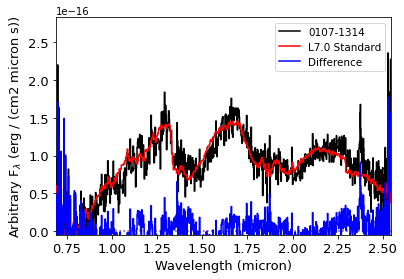 1e−16
0107-1314
L7.0 Standard
Difference
Arbitrary Fλ (erg / (cm2 micron s))
2.5
2.0
1.5
1.0
0.5
0.0
0.75 1.00 1.25 1.50 1.75 2.00 2.25 2.50
Wavelength (micron)